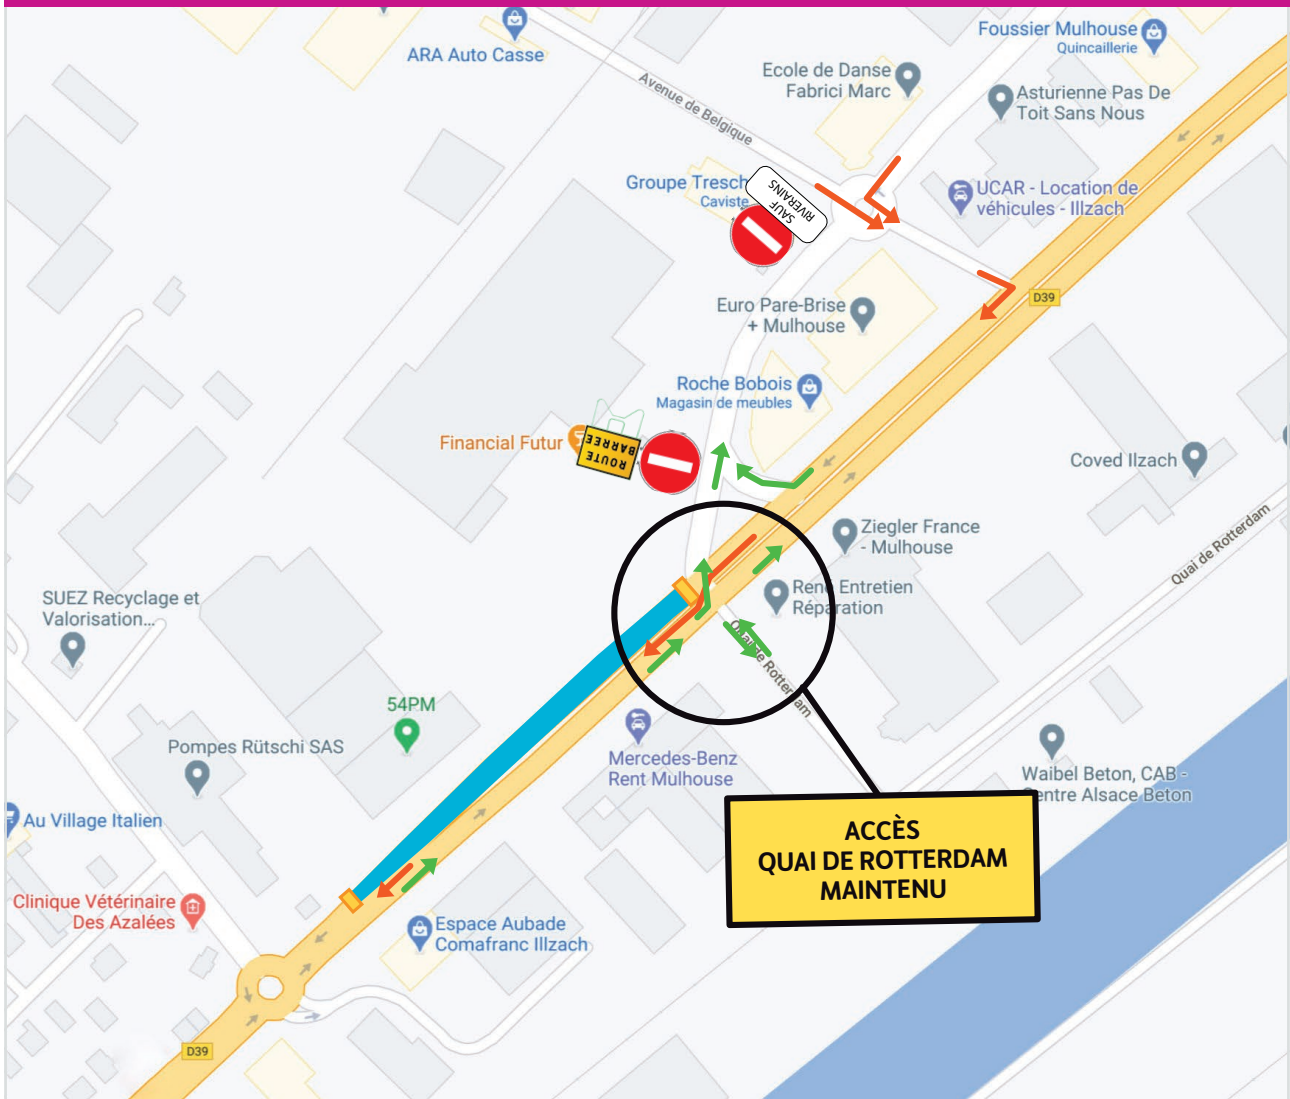 Foussier Mulhouse
Quincaillerie
ARA Auto Casse
Ecole de Danse
Fabrici Marc
Asturienne Pas De
Toit Sans Nous
Avenue de Belgique
Groupe Tresch
Caviste
SAUF
RIVERAINS
UCAR - Location de
véhicules - Illzach
D39
Euro Pare-Brise
+ Mulhouse
Roche Bobois
Magasin de meubles
Financial Futur
ROUTE
BARREE
Coved Ilzach
Quai de Rotterdam
Ziegler France
- Mulhouse
René Entretien
Réparation
SUEZ Recyclage et
Valorisation...
Quai de Rotterdam
54PM
Pompes Rütschi SAS
Mercedes-Benz
Rent Mulhouse
Waibel Beton, CAB -
Centre Alsace Beton
Au Village Italien
ACCÈS
QUAI DE ROTTERDAM
MAINTENU
Clinique Vétérinaire
Des Azalées
Espace Aubade
Comafranc Illzach
D39